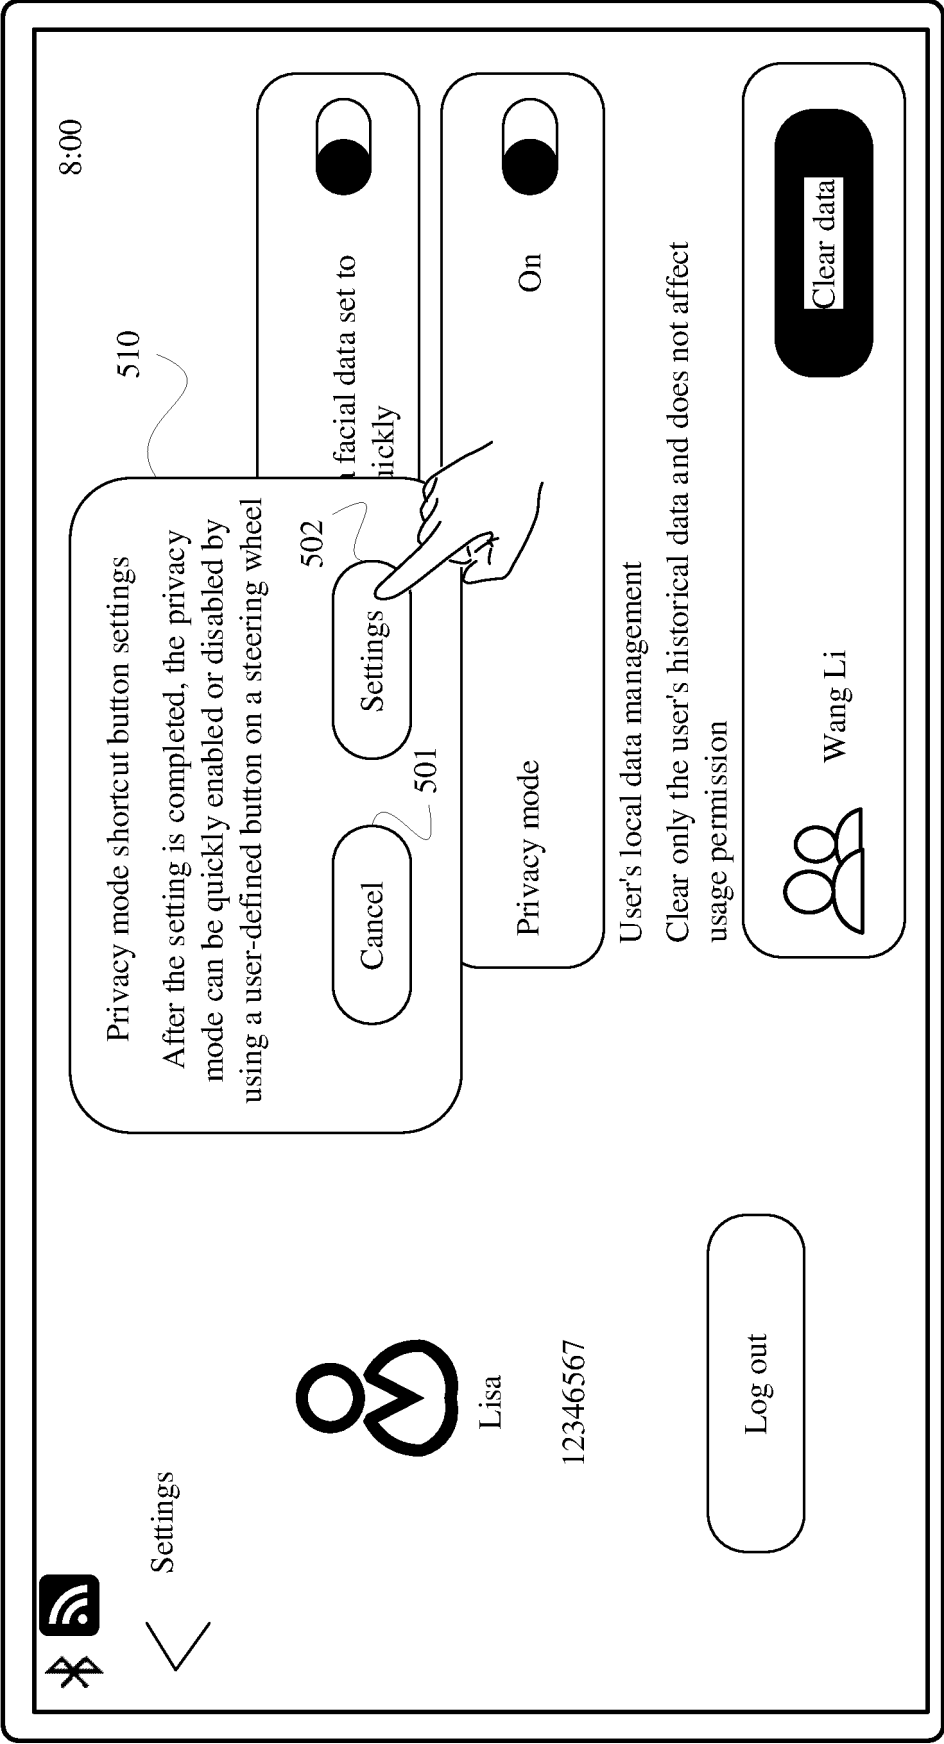 8:00
Settings
Lisa
12346567
Log out
510
Privacy mode shortcut button settings
After the setting is completed, the privacy
mode can be quickly enabled or disabled by
using a user-defined button on a steering wheel
502
Cancel
Settings
501
facial data set to
Privacy mode
On
User's local data management
Clear only the user's historical data and does not affect
usage permission
Wang Li
Clear data